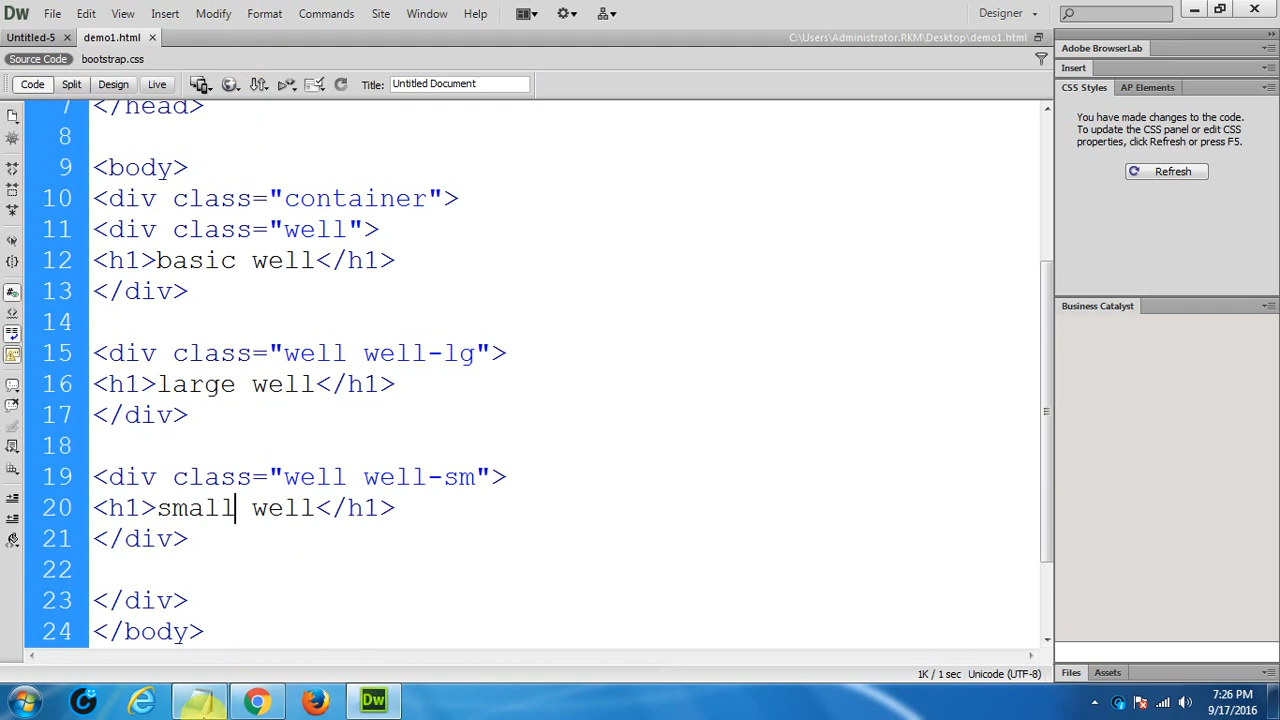 Dw File Edit View Insert Modify Format Commands Site Window Help Designer
Untitled-5 demo1.html C:\Users\Administrator.RKM\Desktop\demo1.html
Source Code bootstrap.css
Code Split Design Live Title: Untitled Document
7 </head>
8
9 <body>
10 <div class="container">
11 <div class="well">
12 <h1>basic well</h1>
13 </div>
14
15 <div class="well well-lg">
16 <h1>large well</h1>
17 </div>
18
19 <div class="well well-sm">
20 <h1>small well</h1>
21 </div>
22
23 </div>
24 </body>
1K / 1 sec Unicode (UTF-8)
Adobe BrowserLab
Insert
CSS Styles AP Elements
You have made changes to the code.
To update the CSS panel or edit CSS
properties, click Refresh or press F5.
Refresh
Business Catalyst
Files Assets
Dw
7:26 PM
9/17/2016